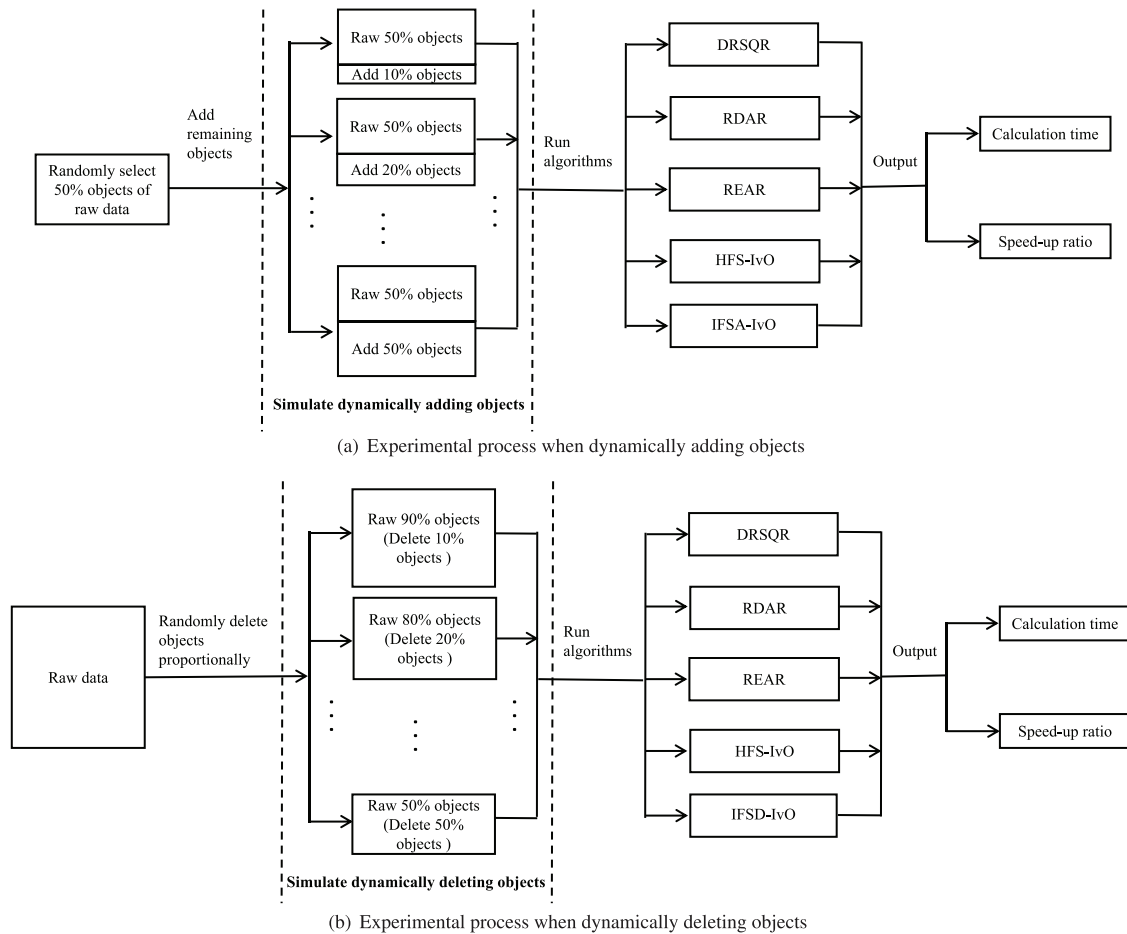 Raw 50% objects
Add 10% objects
Raw 50% objects
Add 20% objects
Raw 50% objects
Add 50% objects
Add
remaining
objects
Randomly select
50% objects of
raw data
Run
algorithms
DRSQR
RDAR
REAR
HFS-IvO
IFSA-IvO
Output
Calculation time
Speed-up ratio
Simulate dynamically adding objects
(a) Experimental process when dynamically adding objects
Raw 90% objects
(Delete 10%
objects )
Raw 80% objects
(Delete 20%
objects )
Raw 50% objects
(Delete 50%
objects )
Randomly delete
objects
proportionally
Raw data
Run
algorithms
DRSQR
RDAR
REAR
HFS-IvO
IFSD-IvO
Output
Calculation time
Speed-up ratio
Simulate dynamically deleting objects
(b) Experimental process when dynamically deleting objects